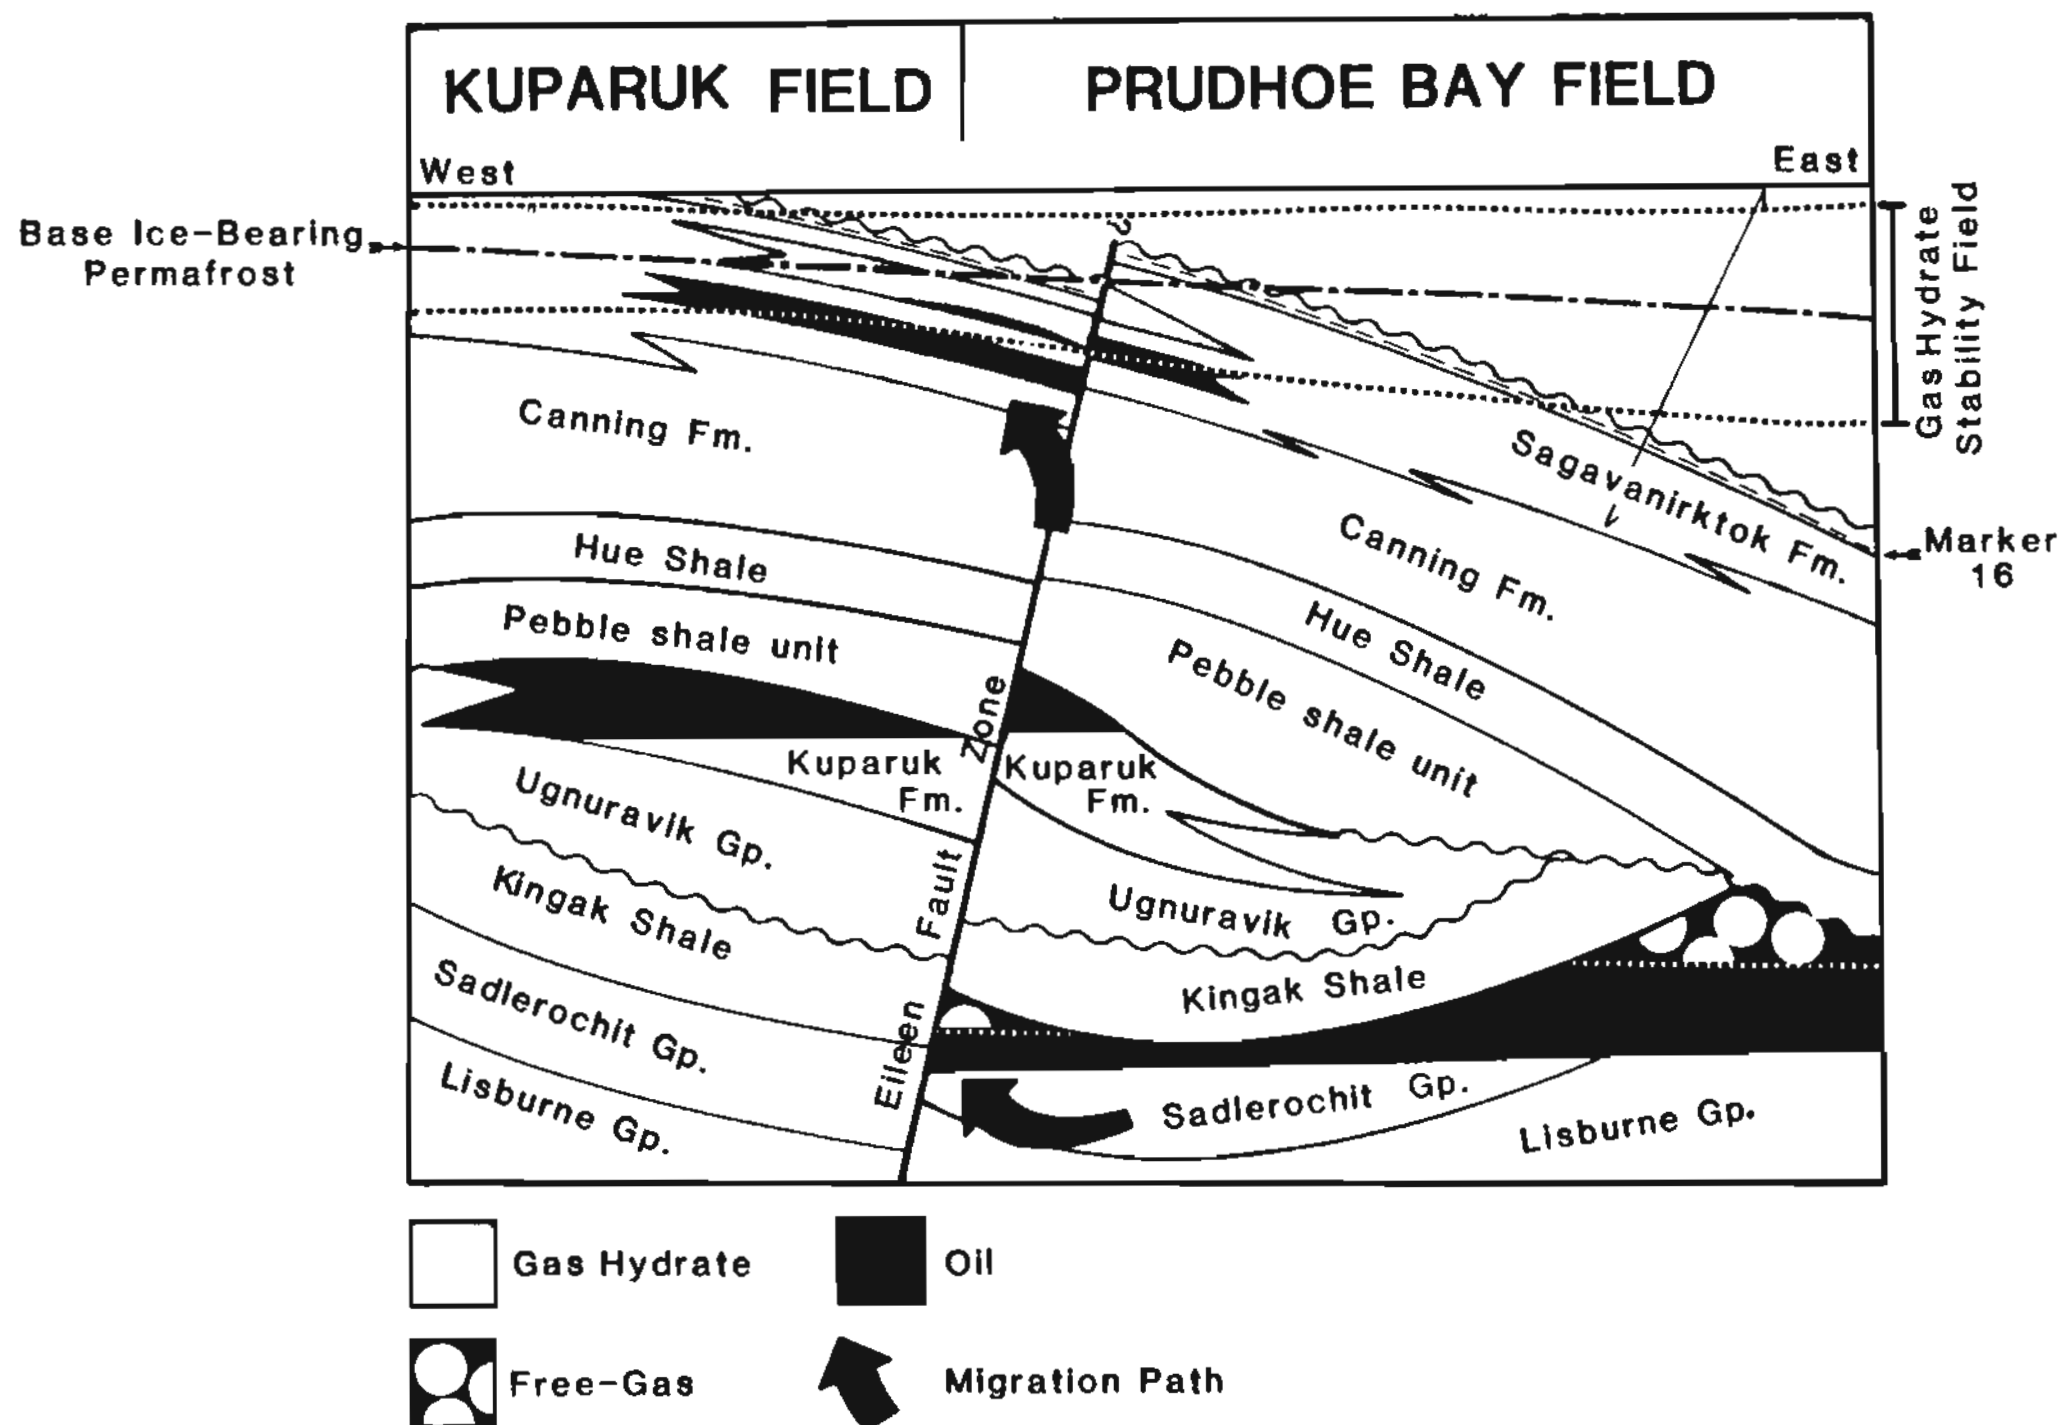 KUPARUK FIELD
PRUDHOE BAY FIELD
West
East
Base Ice-Bearing
Permafrost
?
Gas Hydrate
Stability Field
Canning Fm.
Sagavanirktok Fm.
Marker
16
Hue Shale
Canning Fm.
Pebble shale unit
Hue Shale
Pebble shale unit
Kuparuk
Fm.
Kuparuk
Fm.
Ugnuravik Gp.
Ugnuravik Gp.
Kingak Shale
Kingak Shale
Sadlerochit Gp.
Sadlerochit Gp.
Lisburne Gp.
Lisburne Gp.
Eileen Fault Zone
Gas Hydrate
Oil
Free-Gas
Migration Path